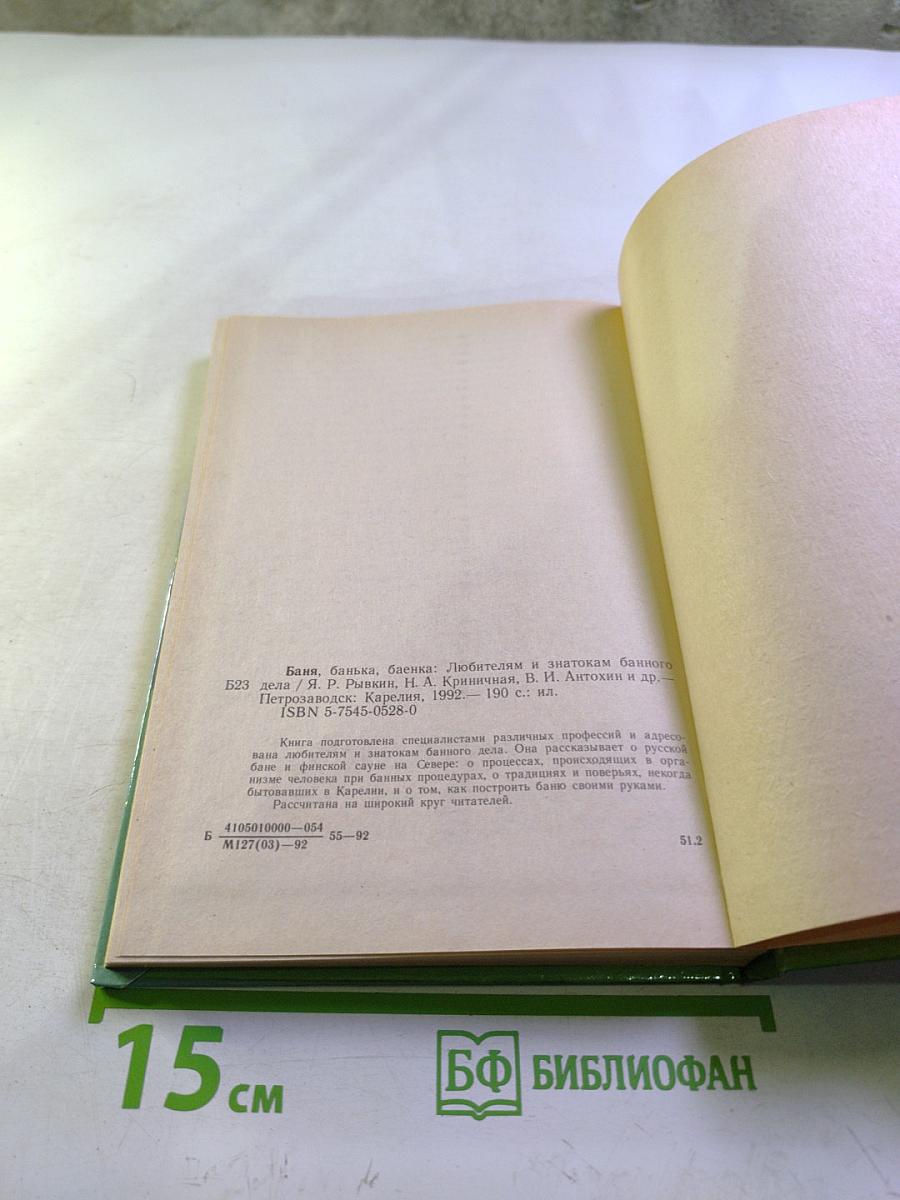 Баня, банька, баенка: Любителям и знатокам банного
Б23 дела / Я. Р. Рывкин, Н. А. Криничная, В. И. Антохин и др.—
Петрозаводск: Карелия, 1992.— 190 с.: ил.
ISBN 5-7545-0528-0
Книга подготовлена специалистами различных профессий и адресо-
вана любителям и знатокам банного дела. Она рассказывает о русской
бане и финской сауне на Севере: о процессах, происходящих в орга-
низме человека при банных процедурах, о традициях и поверьях, некогда
бытовавших в Карелии, и о том, как построить баню своими руками.
Рассчитана на широкий круг читателей.
4105010000—054
Б 55—92
М127(03)—92
51.2
15 см
БФ БИБЛИОФАН